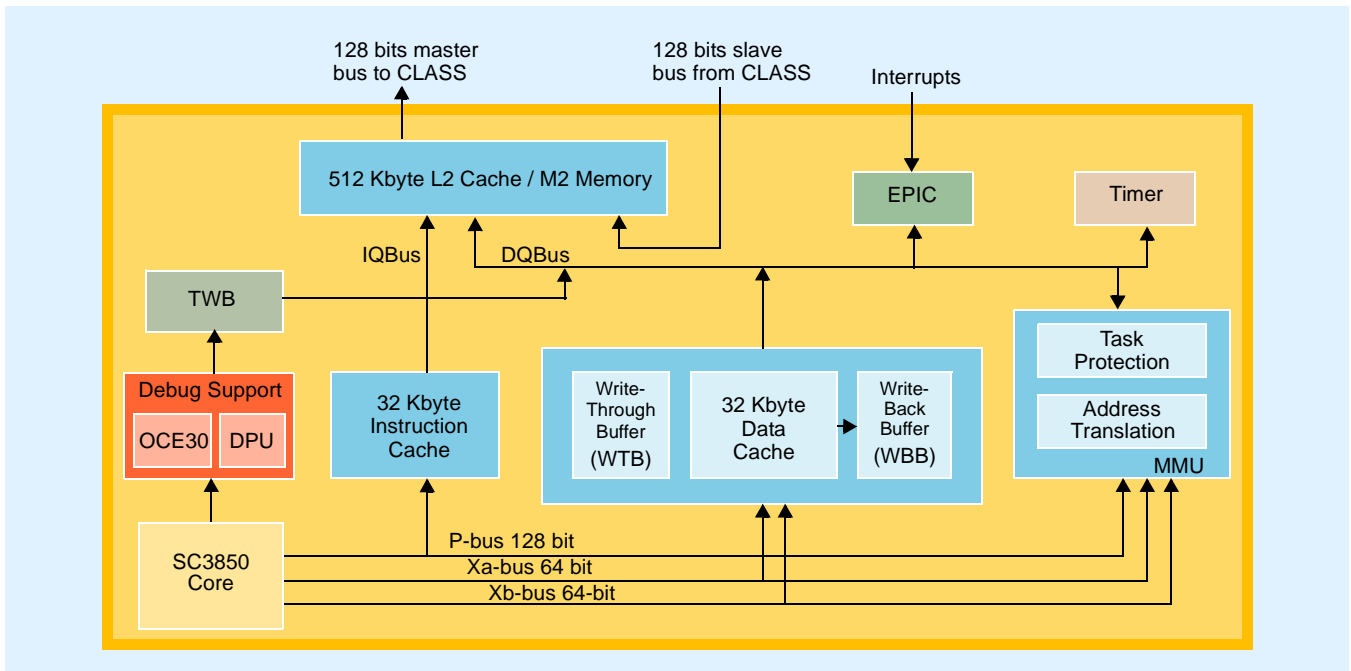 128 bits master
bus to CLASS
128 bits slave
bus from CLASS
Interrupts
512 Kbyte L2 Cache / M2 Memory
EPIC
Timer
IQBus
DQBus
TWB
Task
Protection
Address
Translation
MMU
Debug Support
OCE30
DPU
32 Kbyte
Instruction
Cache
Write-
Through
Buffer
(WTB)
32 Kbyte
Data
Cache
Write-
Back
Buffer
(WBB)
SC3850
Core
P-bus 128 bit
Xa-bus 64 bit
Xb-bus 64-bit